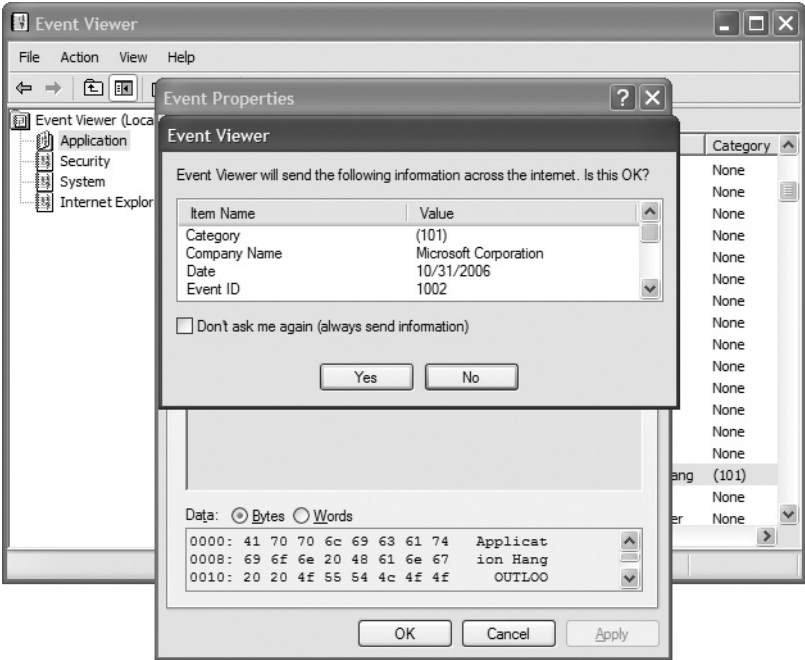 Event Viewer
File Action View Help
Event Properties
Event Viewer (Loca
Application
Security
System
Internet Explor
Event Viewer
Event Viewer will send the following information across the internet. Is this OK?
Item Name Value
Category (101)
Company Name Microsoft Corporation
Date 10/31/2006
Event ID 1002
Don't ask me again (always send information)
Yes No
Category
None
None
None
None
None
None
None
None
None
None
None
None
None
None
ang (101)
None
er None
Data: Bytes Words
0000: 41 70 70 6c 69 63 61 74 Applicat
0008: 69 6f 6e 20 48 61 6e 67 ion Hang
0010: 20 20 4f 55 54 4c 4f 4f OUTLOO
OK Cancel Apply